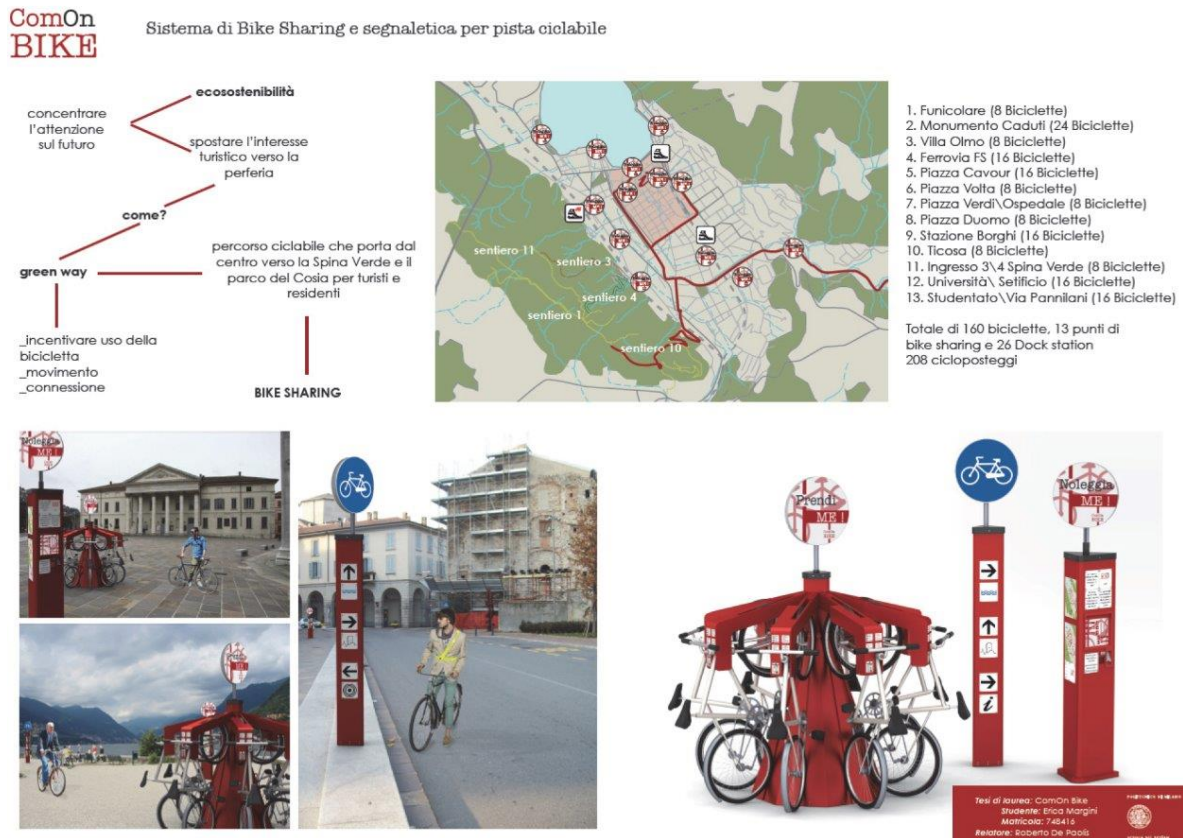 ComOn
BIKE
Sistema di Bike Sharing e segnaletica per pista ciclabile
concentrare
l'attenzione
sul futuro
ecosostenibilità
spostare l'interesse
turistico verso la
perferia
come?
green way
percorso ciclabile che porta dal
centro verso la Spina Verde e il
parco del Cosia per turisti e
residenti
_incentivare uso della
bicicletta
_movimento
_connessione
BIKE SHARING
sentiero 11
sentiero 3
sentiero 4
sentiero 1
sentiero 10
1. Funicolare (8 Biciclette)
2. Monumento Caduti (24 Biciclette)
3. Villa Olmo (8 Biciclette)
4. Ferrovia FS (16 Biciclette)
5. Piazza Cavour (16 Biciclette)
6. Piazza Volta (8 Biciclette)
7. Piazza Verdi\Ospedale (8 Biciclette)
8. Piazza Duomo (8 Biciclette)
9. Stazione Borghi (16 Biciclette)
10. Ticosa (8 Biciclette)
11. Ingresso 3\4 Spina Verde (8 Biciclette)
12. Università\ Setificio (16 Biciclette)
13. Studentato\Via Pannilani (16 Biciclette)
Totale di 160 biciclette, 13 punti di
bike sharing e 26 Dock station
208 cicloposteggi
Noleggia
ME !
Prendi
ME !
Noleggia
ME !
i
Tesi di laurea: ComOn Bike
Studente: Erica Margini
Matricola: 748416
Relatore: Roberto De Paolis